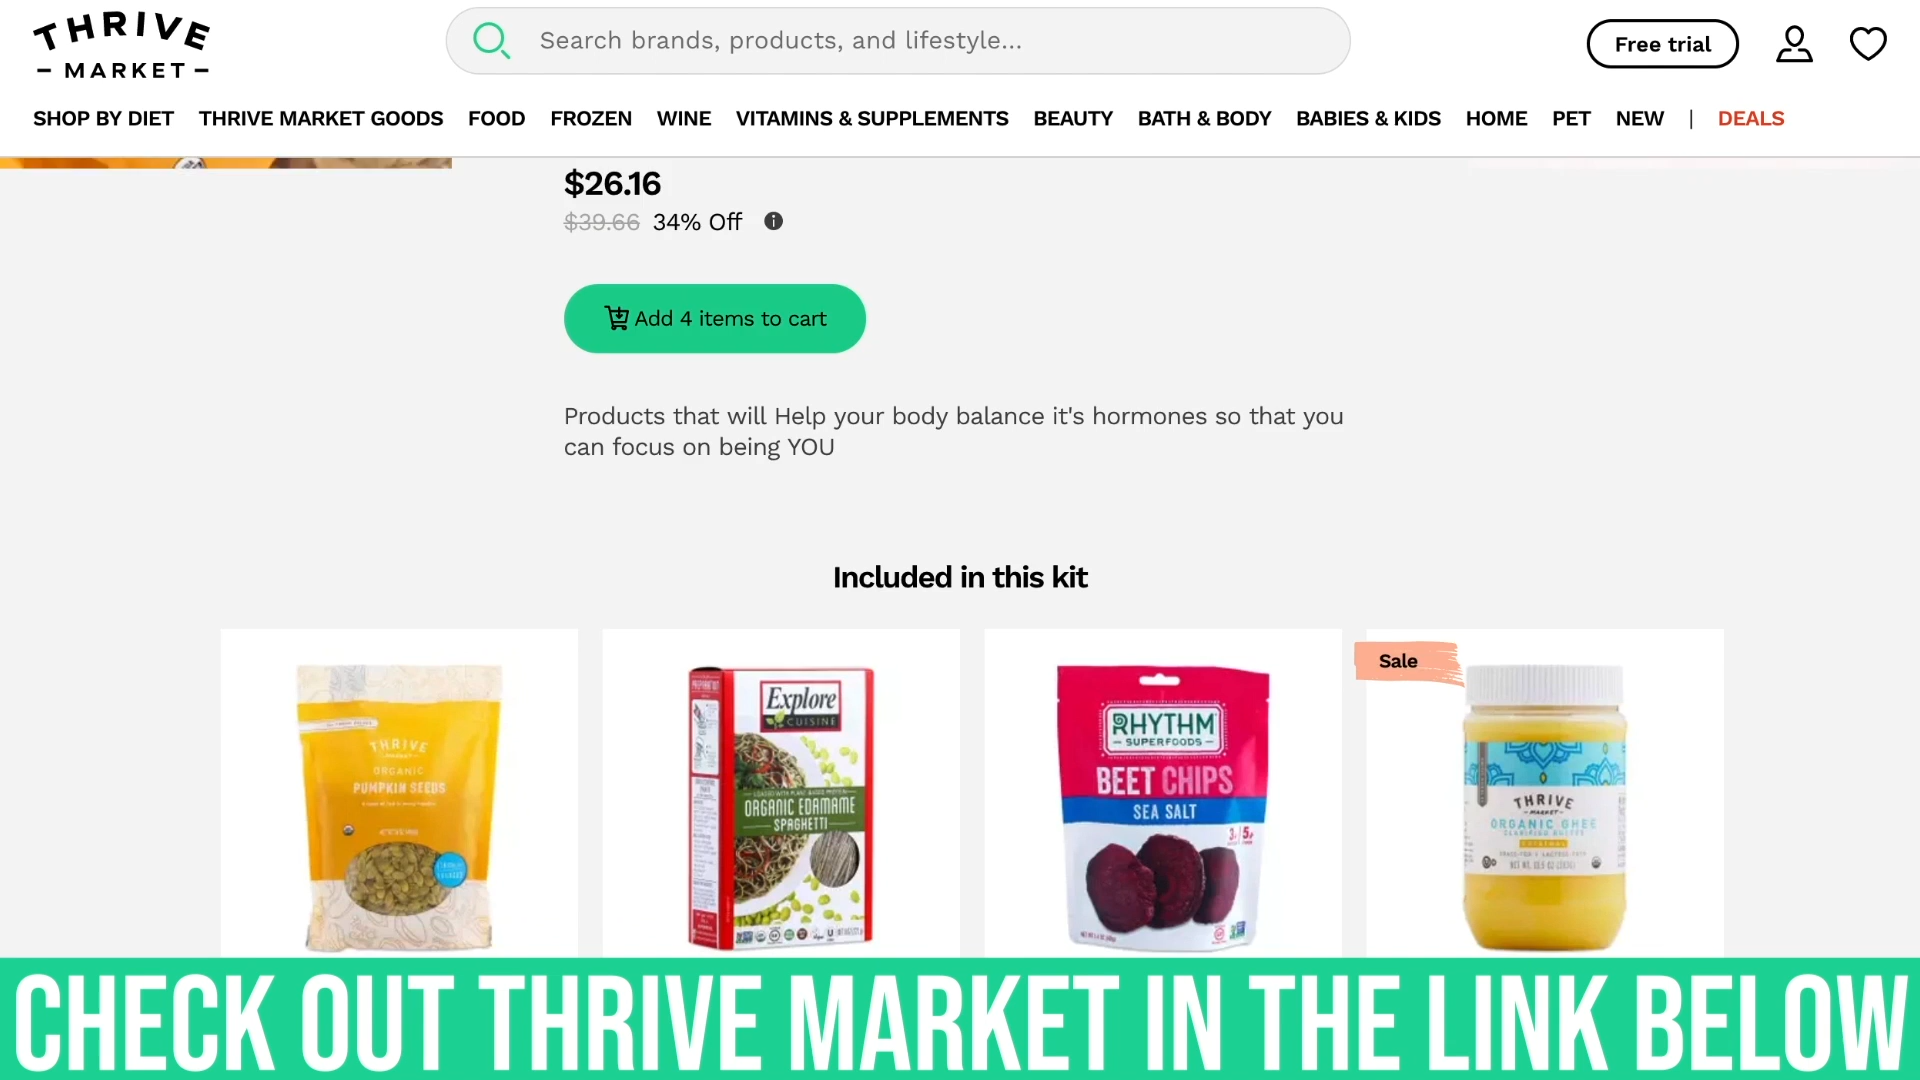 THRIVE
MARKET
Search brands, products, and lifestyle...
Free trial
SHOP BY DIET THRIVE MARKET GOODS FOOD FROZEN WINE VITAMINS & SUPPLEMENTS BEAUTY BATH & BODY BABIES & KIDS HOME PET NEW | DEALS
$26.16
$39.66 34% Off
Add 4 items to cart
Products that will Help your body balance it's hormones so that you
can focus on being YOU
Included in this kit
THRIVE
MARKET
ORGANIC
PUMPKIN SEEDS
Explore
CUISINE
ORGANIC EDAMAME
SPAGHETTI
RHYTHM
SUPERFOODS
BEET CHIPS
SEA SALT
Sale
THRIVE
MARKET
ORGANIC GHEE
CLARIFIED BUTTER
CHECK OUT THRIVE MARKET IN THE LINK BELOW